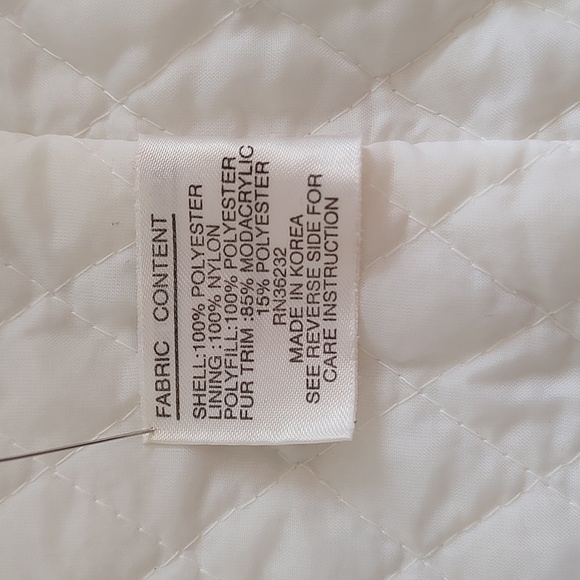 FABRIC CONTENT
SHELL:100% POLYESTER
LINING :100% NYLON
POLYFILL:100% POLYESTER
FUR TRIM :85% MODACRYLIC
15% POLYESTER
RN36232
MADE IN KOREA
SEE REVERSE SIDE FOR
CARE INSTRUCTION